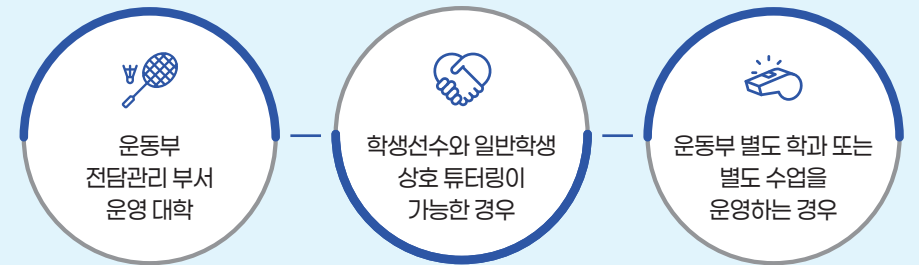 운동부
전담관리 부서
운영 대학
학생선수와 일반학생
상호 튜터링이
가능한 경우
운동부 별도 학과 또는
별도 수업을
운영하는 경우